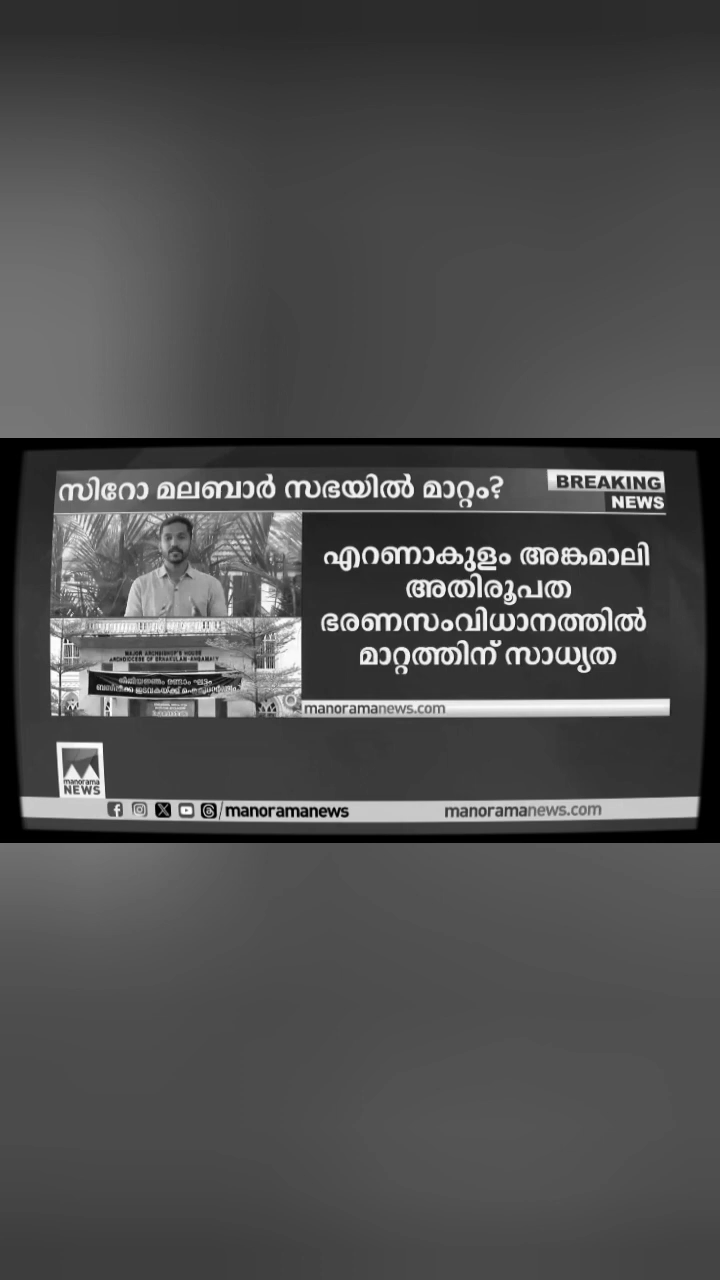 സിറോ മലബാർ സഭയിൽ മാറ്റം?
BREAKING
NEWS
എറണാകുളം അങ്കമാലി
അതിരൂപത
ഭരണസംവിധാനത്തിൽ
മാറ്റത്തിന് സാധ്യത
MAJOR ARCHBISHOP'S HOUSE
ARCHDIOCESE OF ERNAKULAM-ANGAMALY
manoramanews.com
manorama
NEWS
/manoramanews
manoramanews.com